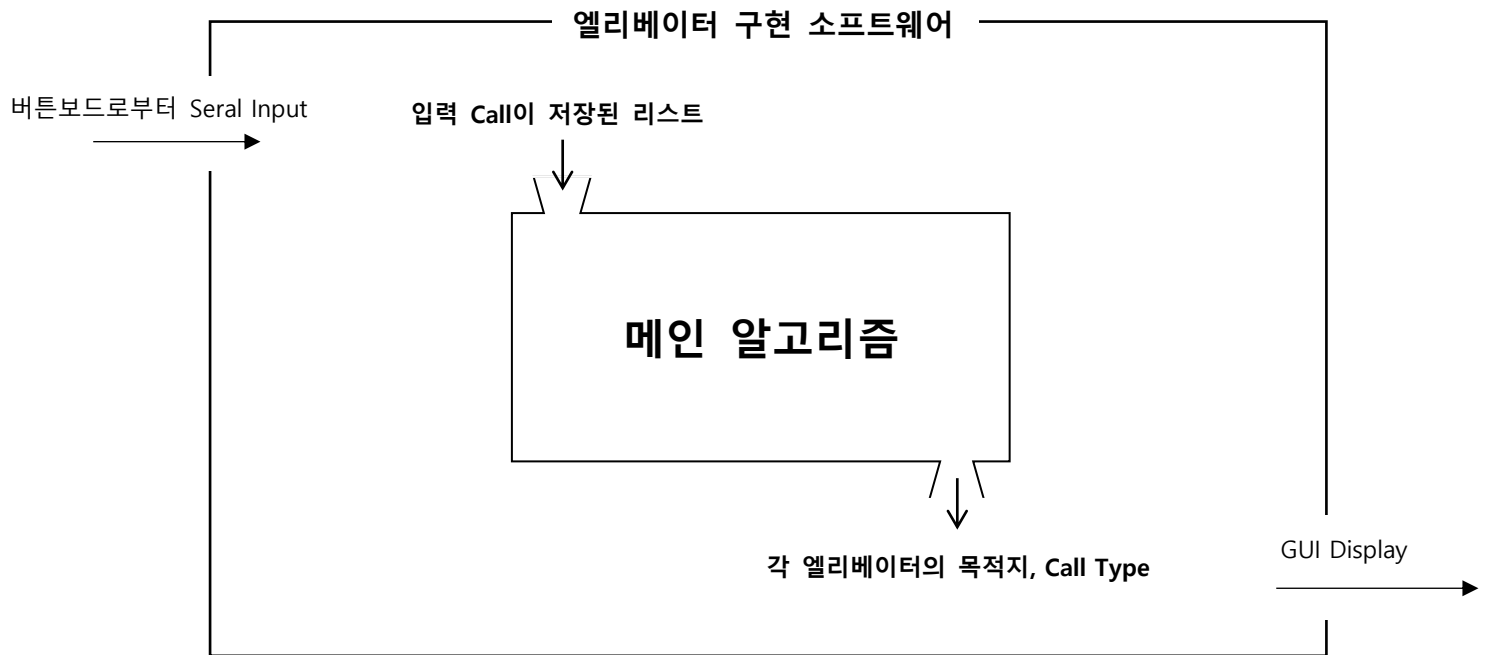 엘리베이터 구현 소프트웨어
버튼보드로부터 Seral Input
입력 Call이 저장된 리스트
메인 알고리즘
각 엘리베이터의 목적지, Call Type
GUI Display